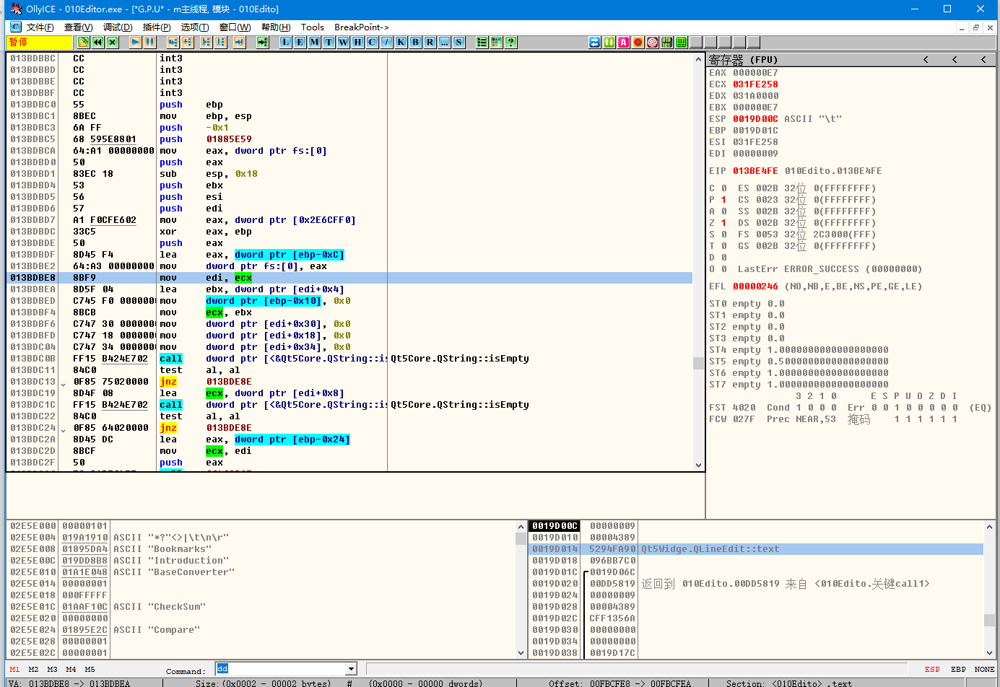 OllyICE - 010Editor.exe - [*G.P.U* - m主线程, 模块 - 010Edito]
文件(F) 查看(V) 调试(D) 插件(P) 选项(T) 窗口(W) 帮助(H) Tools BreakPoint->
暂停 L E M T W H C / K B R ... S ? A
013BDBBC CC int3
013BDBBD CC int3
013BDBBE CC int3
013BDBBF CC int3
013BDBC0 55 push ebp
013BDBC1 8BEC mov ebp, esp
013BDBC3 6A FF push -0x1
013BDBC5 68 595E8801 push 01885E59
013BDBCA 64:A1 00000000 mov eax, dword ptr fs:[0]
013BDBD0 50 push eax
013BDBD1 83EC 18 sub esp, 0x18
013BDBD4 53 push ebx
013BDBD5 56 push esi
013BDBD6 57 push edi
013BDBD7 A1 F0CFE602 mov eax, dword ptr [0x2E6CFF0]
013BDBDC 33C5 xor eax, ebp
013BDBDE 50 push eax
013BDBDF 8D45 F4 lea eax, dword ptr [ebp-0xC]
013BDBE2 64:A3 00000000 mov dword ptr fs:[0], eax
013BDBE8 8BF9 mov edi, ecx
013BDBEA 8D5F 04 lea ebx, dword ptr [edi+0x4]
013BDBED C745 F0 0000000 mov dword ptr [ebp-0x10], 0x0
013BDBF4 8BCB mov ecx, ebx
013BDBF6 C747 30 0000000 mov dword ptr [edi+0x30], 0x0
013BDBFD C747 18 0000000 mov dword ptr [edi+0x18], 0x0
013BDC04 C747 34 0000000 mov dword ptr [edi+0x34], 0x0
013BDC0B FF15 B424E702 call dword ptr [<&Qt5Core.QString::is Qt5Core.QString::isEmpty
013BDC11 84C0 test al, al
013BDC13 0F85 75020000 jnz 013BDE8E
013BDC19 8D4F 08 lea ecx, dword ptr [edi+0x8]
013BDC1C FF15 B424E702 call dword ptr [<&Qt5Core.QString::is Qt5Core.QString::isEmpty
013BDC22 84C0 test al, al
013BDC24 0F85 64020000 jnz 013BDE8E
013BDC2A 8D45 DC lea eax, dword ptr [ebp-0x24]
013BDC2D 8BCF mov ecx, edi
013BDC2F 50 push eax
寄存器 (FPU) < < <
EAX 000000E7
ECX 031FE258
EDX 031A0000
EBX 000000E7
ESP 0019D00C ASCII "\t"
EBP 0019D01C
ESI 031FE258
EDI 00000009
EIP 013BE4FE 010Edito.013BE4FE
C 0 ES 002B 32位 0(FFFFFFFF)
P 1 CS 0023 32位 0(FFFFFFFF)
A 0 SS 002B 32位 0(FFFFFFFF)
Z 1 DS 002B 32位 0(FFFFFFFF)
S 0 FS 0053 32位 2C3000(FFF)
T 0 GS 002B 32位 0(FFFFFFFF)
D 0
O 0 LastErr ERROR_SUCCESS (00000000)
EFL 00000246 (NO,NB,E,BE,NS,PE,GE,LE)
ST0 empty 0.0
ST1 empty 0.0
ST2 empty 0.0
ST3 empty 0.0
ST4 empty 1.0000000000000000000
ST5 empty 0.5000000000000000000
ST6 empty 1.0000000000000000000
ST7 empty 1.0000000000000000000
3 2 1 0 E S P U O Z D I
FST 4020 Cond 1 0 0 0 Err 0 0 1 0 0 0 0 0 (EQ)
FCW 027F Prec NEAR,53 掩码 1 1 1 1 1 1
02E5E000 00000101
02E5E004 019A1910 ASCII "*?"<>|\t\n\r"
02E5E008 01895DA4 ASCII "Bookmarks"
02E5E00C 019DD8B8 ASCII "Introduction"
02E5E010 01A1E048 ASCII "BaseConverter"
02E5E014 00000001
02E5E018 000FFFFF
02E5E01C 01AAF10C ASCII "CheckSum"
02E5E020 00000000
02E5E024 01895E2C ASCII "Compare"
02E5E028 00000001
02E5E02C 00000001
0019D00C 00000009
0019D010 00004389
0019D014 5294FA90 Qt5Widge.QLineEdit::text
0019D018 096BB7C0
0019D01C 0019D06C
0019D020 00DD5819 返回到 010Edito.00DD5819 来自 <010Edito.关键call1>
0019D024 00000009
0019D028 00004389
0019D02C CFF1356A
0019D030 00000000
0019D034 00000000
0019D038 0019D17C
M1 M2 M3 M4 M5 Command: dd ESP EBP NONE
VA: 013BDBE8 -> 013BDBEA | Size:(0x0002 - 00002 bytes) # (0x0000 - 00000 dwords) | Offset: 00FBCFE8 -> 00FBCFEA | Section: <010Edito> .text